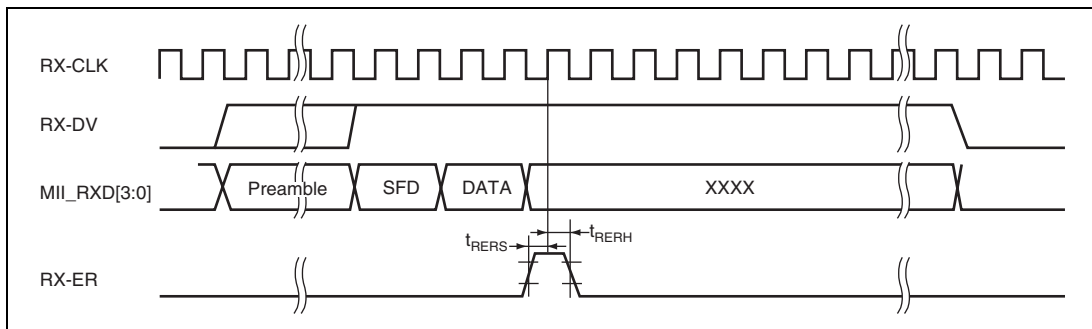 RX-CLK
RX-DV
MII_RXD[3:0]
Preamble
SFD
DATA
XXXX
tRERS
tRERH
RX-ER